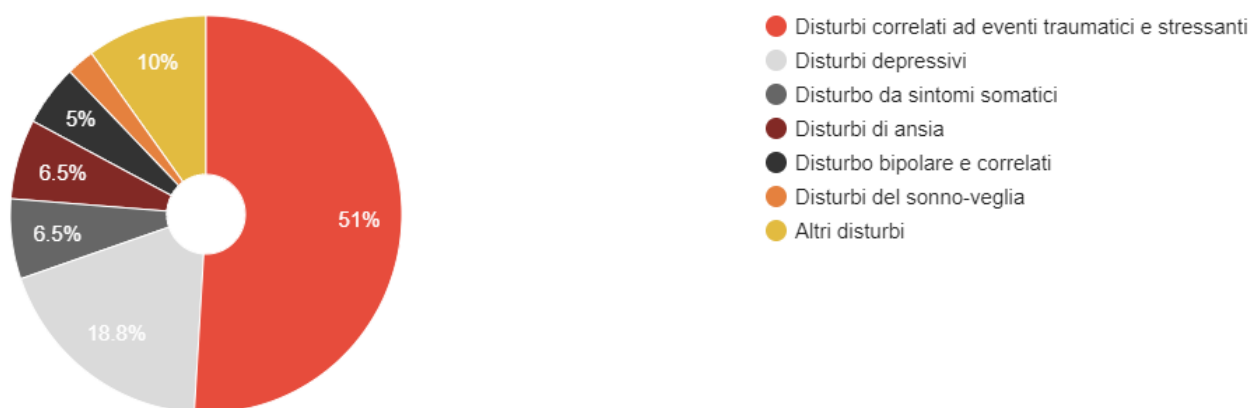 10%
5%
6.5%
6.5%
18.8%
51%
Disturbi correlati ad eventi traumatici e stressanti
Disturbi depressivi
Disturbo da sintomi somatici
Disturbi di ansia
Disturbo bipolare e correlati
Disturbi del sonno-veglia
Altri disturbi